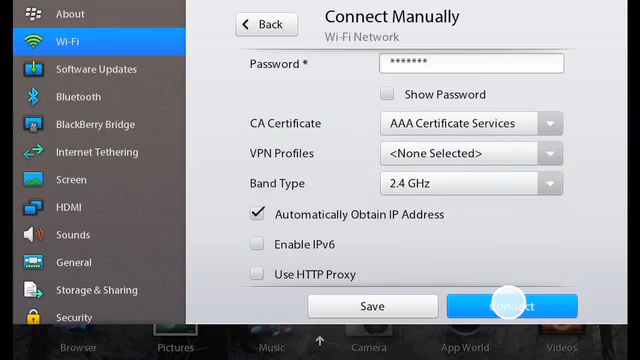 About
Wi-Fi
Software Updates
Bluetooth
BlackBerry Bridge
Internet Tethering
Screen
HDMI
Sounds
General
Storage & Sharing
Security
Back
Connect Manually
Wi-Fi Network
Password * *******
Show Password
CA Certificate AAA Certificate Services
VPN Profiles <None Selected>
Band Type 2.4 GHz
Automatically Obtain IP Address
Enable IPv6
Use HTTP Proxy
Save Connect
Browser Pictures Music Camera App World Videos